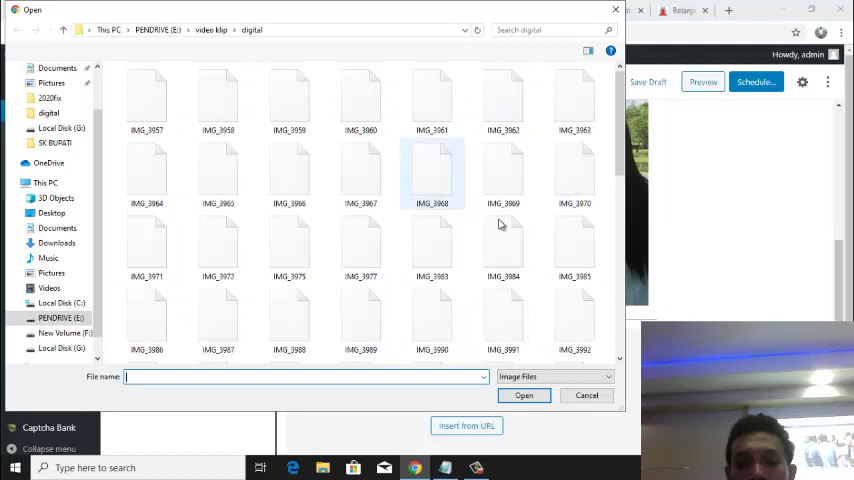 Open
Belanja
This PC > PENDRIVE (E:) > video klip > digital
Search digital
Howdy, admin
Save Draft
Preview
Schedule...
Documents
Pictures
2020fix
digital
Local Disk (G:)
SK BUPATI
OneDrive
This PC
3D Objects
Desktop
Documents
Downloads
Music
Pictures
Videos
Local Disk (C:)
PENDRIVE (E:)
New Volume (F:)
Local Disk (G:)
IMG_3957 IMG_3958 IMG_3959 IMG_3960 IMG_3961 IMG_3962 IMG_3963
IMG_3964 IMG_3965 IMG_3966 IMG_3967 IMG_3968 IMG_3969 IMG_3970
IMG_3971 IMG_3972 IMG_3975 IMG_3977 IMG_3983 IMG_3984 IMG_3985
IMG_3986 IMG_3987 IMG_3988 IMG_3989 IMG_3990 IMG_3991 IMG_3992
File name:
Image Files
Open
Cancel
Captcha Bank
Insert from URL
Collapse menu
Type here to search